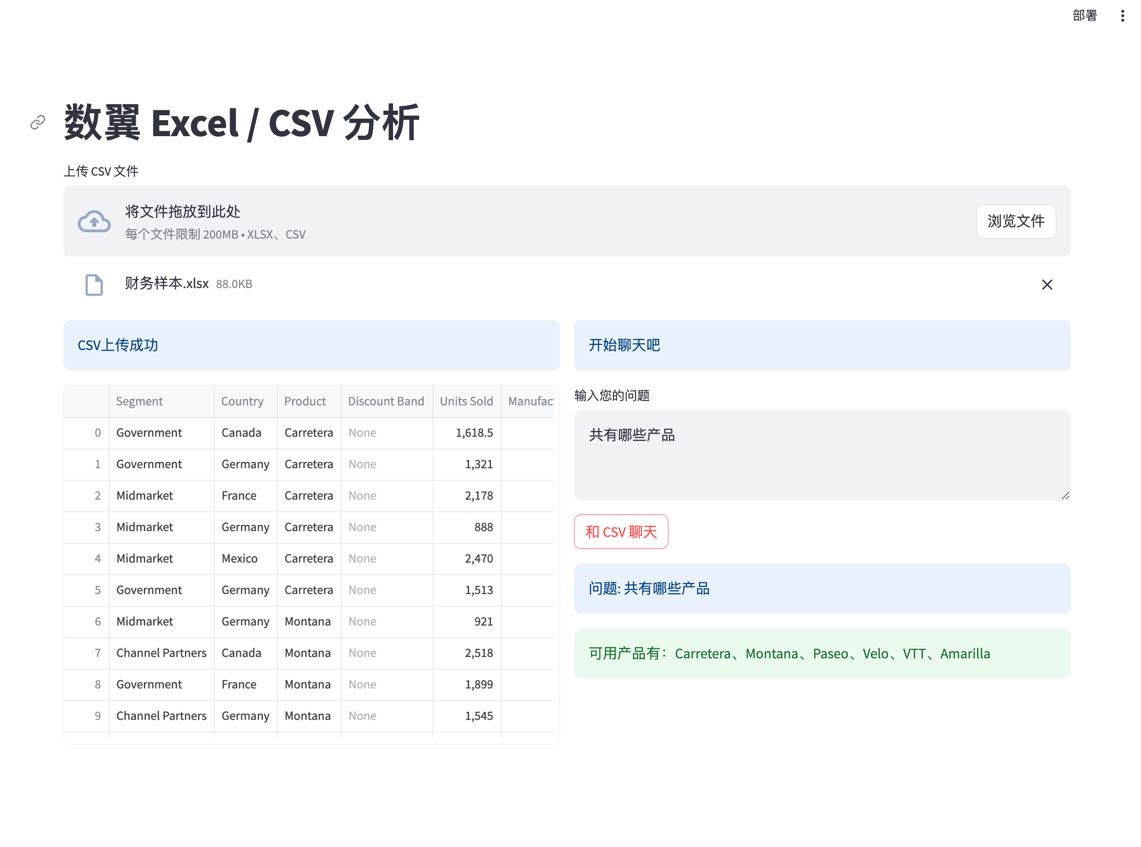 部署
数翼 Excel / CSV 分析
上传 CSV 文件
将文件拖放到此处
每个文件限制 200MB • XLSX、CSV
浏览文件
财务样本.xlsx 88.0KB
CSV上传成功
Segment Country Product Discount Band Units Sold Manufac
0 Government Canada Carretera None 1,618.5
1 Government Germany Carretera None 1,321
2 Midmarket France Carretera None 2,178
3 Midmarket Germany Carretera None 888
4 Midmarket Mexico Carretera None 2,470
5 Government Germany Carretera None 1,513
6 Midmarket Germany Montana None 921
7 Channel Partners Canada Montana None 2,518
8 Government France Montana None 1,899
9 Channel Partners Germany Montana None 1,545
开始聊天吧
输入您的问题
共有哪些产品
和 CSV 聊天
问题: 共有哪些产品
可用产品有：Carretera、Montana、Paseo、Velo、VTT、Amarilla